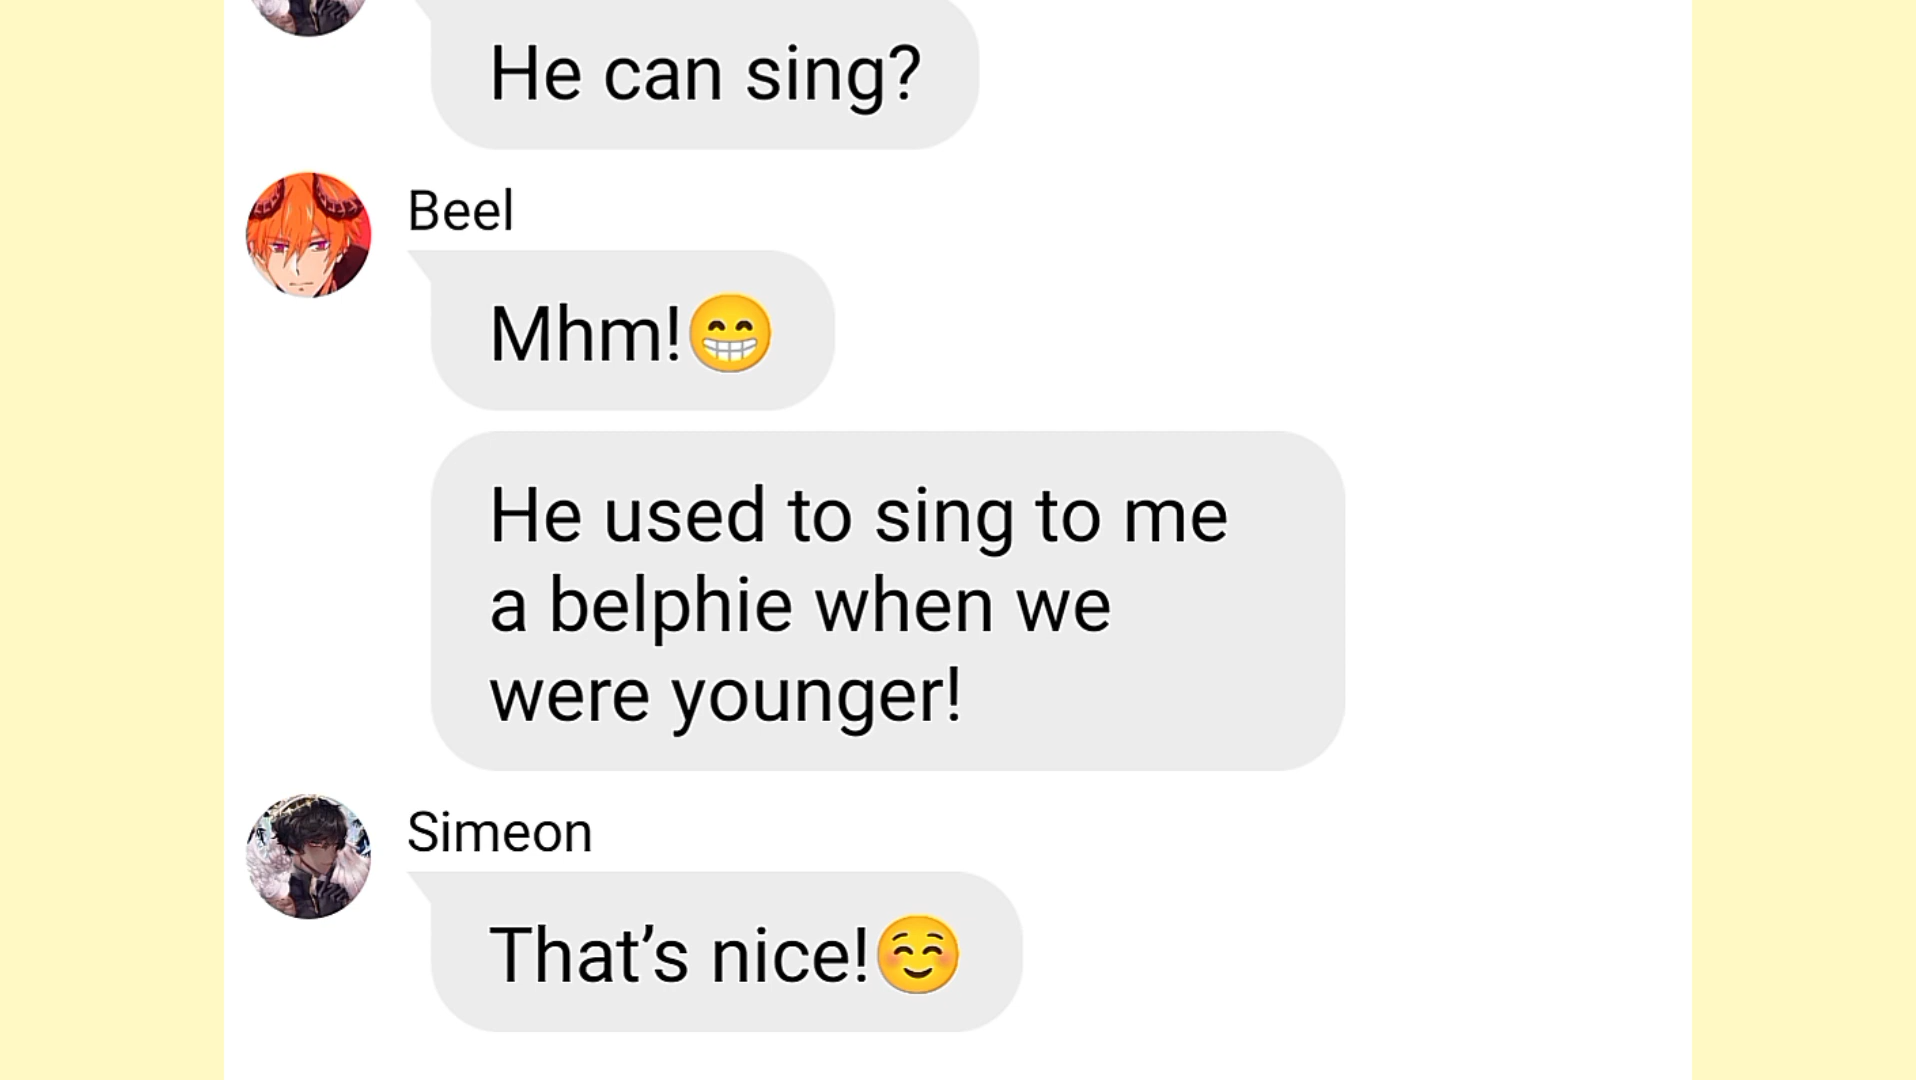 He can sing?
Beel
Mhm!😁
He used to sing to me
a belphie when we
were younger!
Simeon
That’s nice!☺️